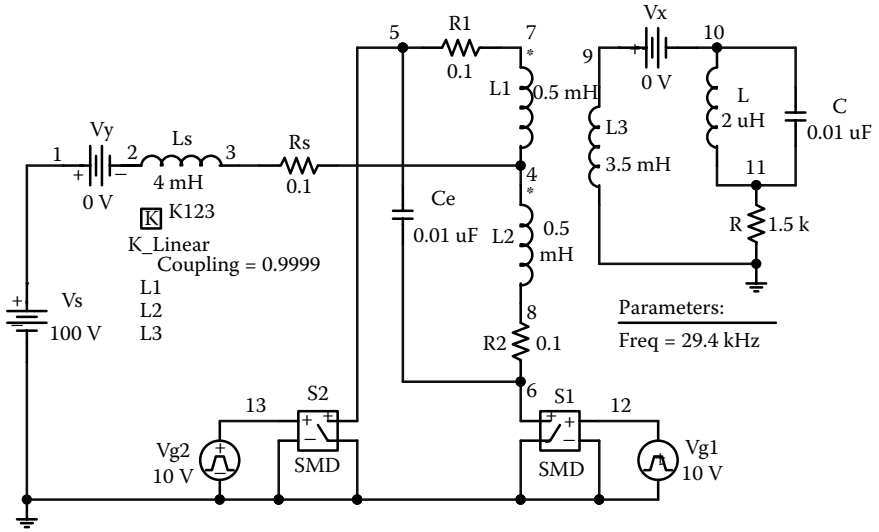 Vx
5
R1
7
10
*
9
+
0.1
L1
0.5 mH
0 V
L
2 uH
C
0.01 uF
L3
3.5 mH
Vy
Ls
Rs
1
2
3
+ −
0 V
4 mH
0.1
4
*
11
K
K123
K_Linear
Coupling = 0.9999
L1
L2
L3
Ce
0.01 uF
L2
0.5
mH
R
1.5 k
+
−
Vs
100 V
8
R2
0.1
Parameters:
Freq = 29.4 kHz
6
S2
S1
13
12
+ +
−
+ +
−
Vg2
10 V
+
−
SMD
SMD
Vg1
10 V